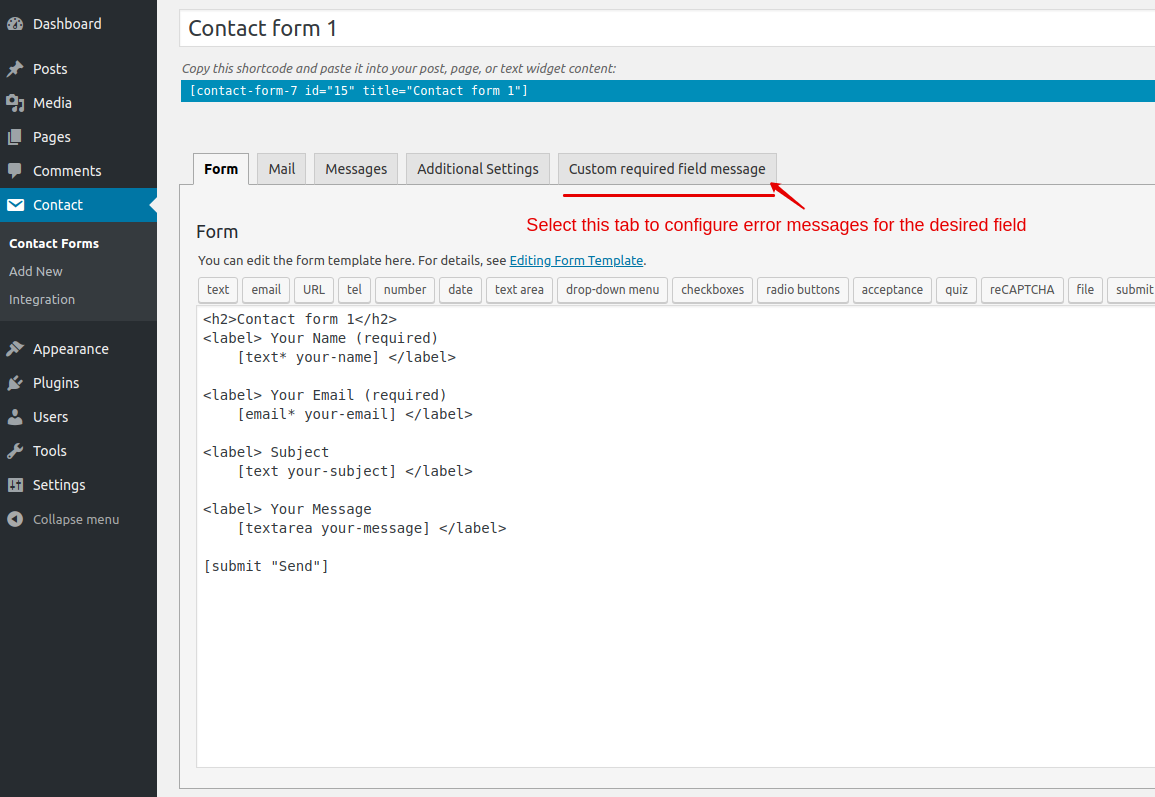 Dashboard
Posts
Media
Pages
Comments
Contact
Contact Forms
Add New
Integration
Appearance
Plugins
Users
Tools
Settings
Collapse menu
Contact form 1
Copy this shortcode and paste it into your post, page, or text widget content:
[contact-form-7 id="15" title="Contact form 1"]
Form Mail Messages Additional Settings Custom required field message
Select this tab to configure error messages for the desired field
Form
You can edit the form template here. For details, see Editing Form Template.
text email URL tel number date text area drop-down menu checkboxes radio buttons acceptance quiz reCAPTCHA file submit
<h2>Contact form 1</h2>
<label> Your Name (required)
    [text* your-name] </label>
<label> Your Email (required)
    [email* your-email] </label>
<label> Subject
    [text your-subject] </label>
<label> Your Message
    [textarea your-message] </label>
[submit "Send"]